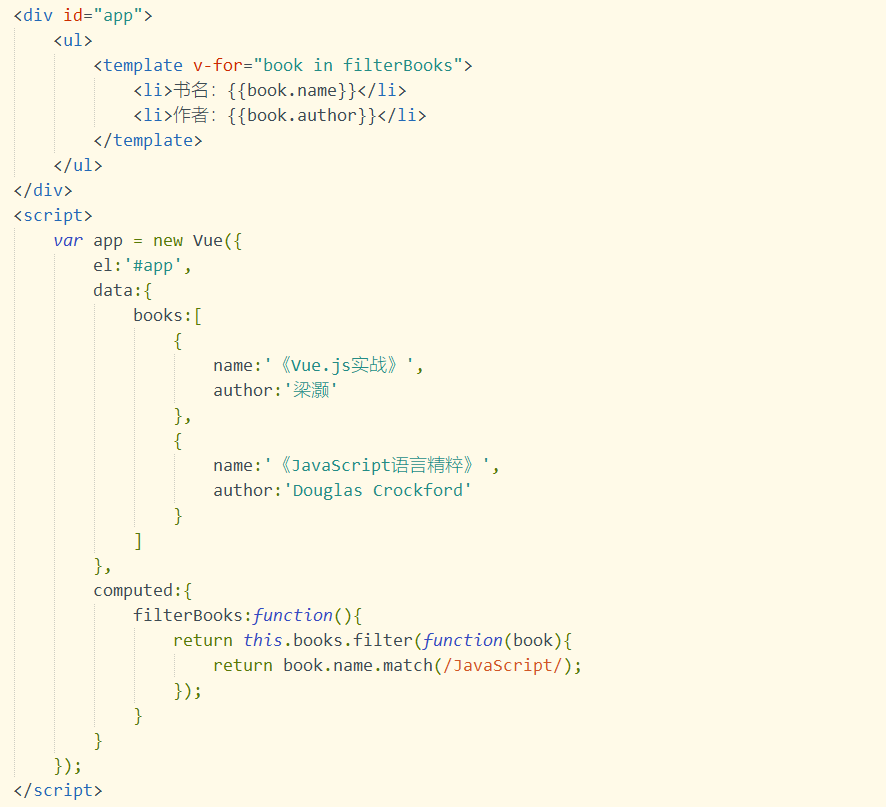 <div id="app">
    <ul>
        <template v-for="book in filterBooks">
            <li>书名：{{book.name}}</li>
            <li>作者：{{book.author}}</li>
        </template>
    </ul>
</div>
<script>
    var app = new Vue({
        el:'#app',
        data:{
            books:[
                {
                    name:'《Vue.js实战》',
                    author:'梁灏'
                },
                {
                    name:'《JavaScript语言精粹》',
                    author:'Douglas Crockford'
                }
            ]
        },
        computed:{
            filterBooks:function(){
                return this.books.filter(function(book){
                    return book.name.match(/JavaScript/);
                });
            }
        }
    });
</script>